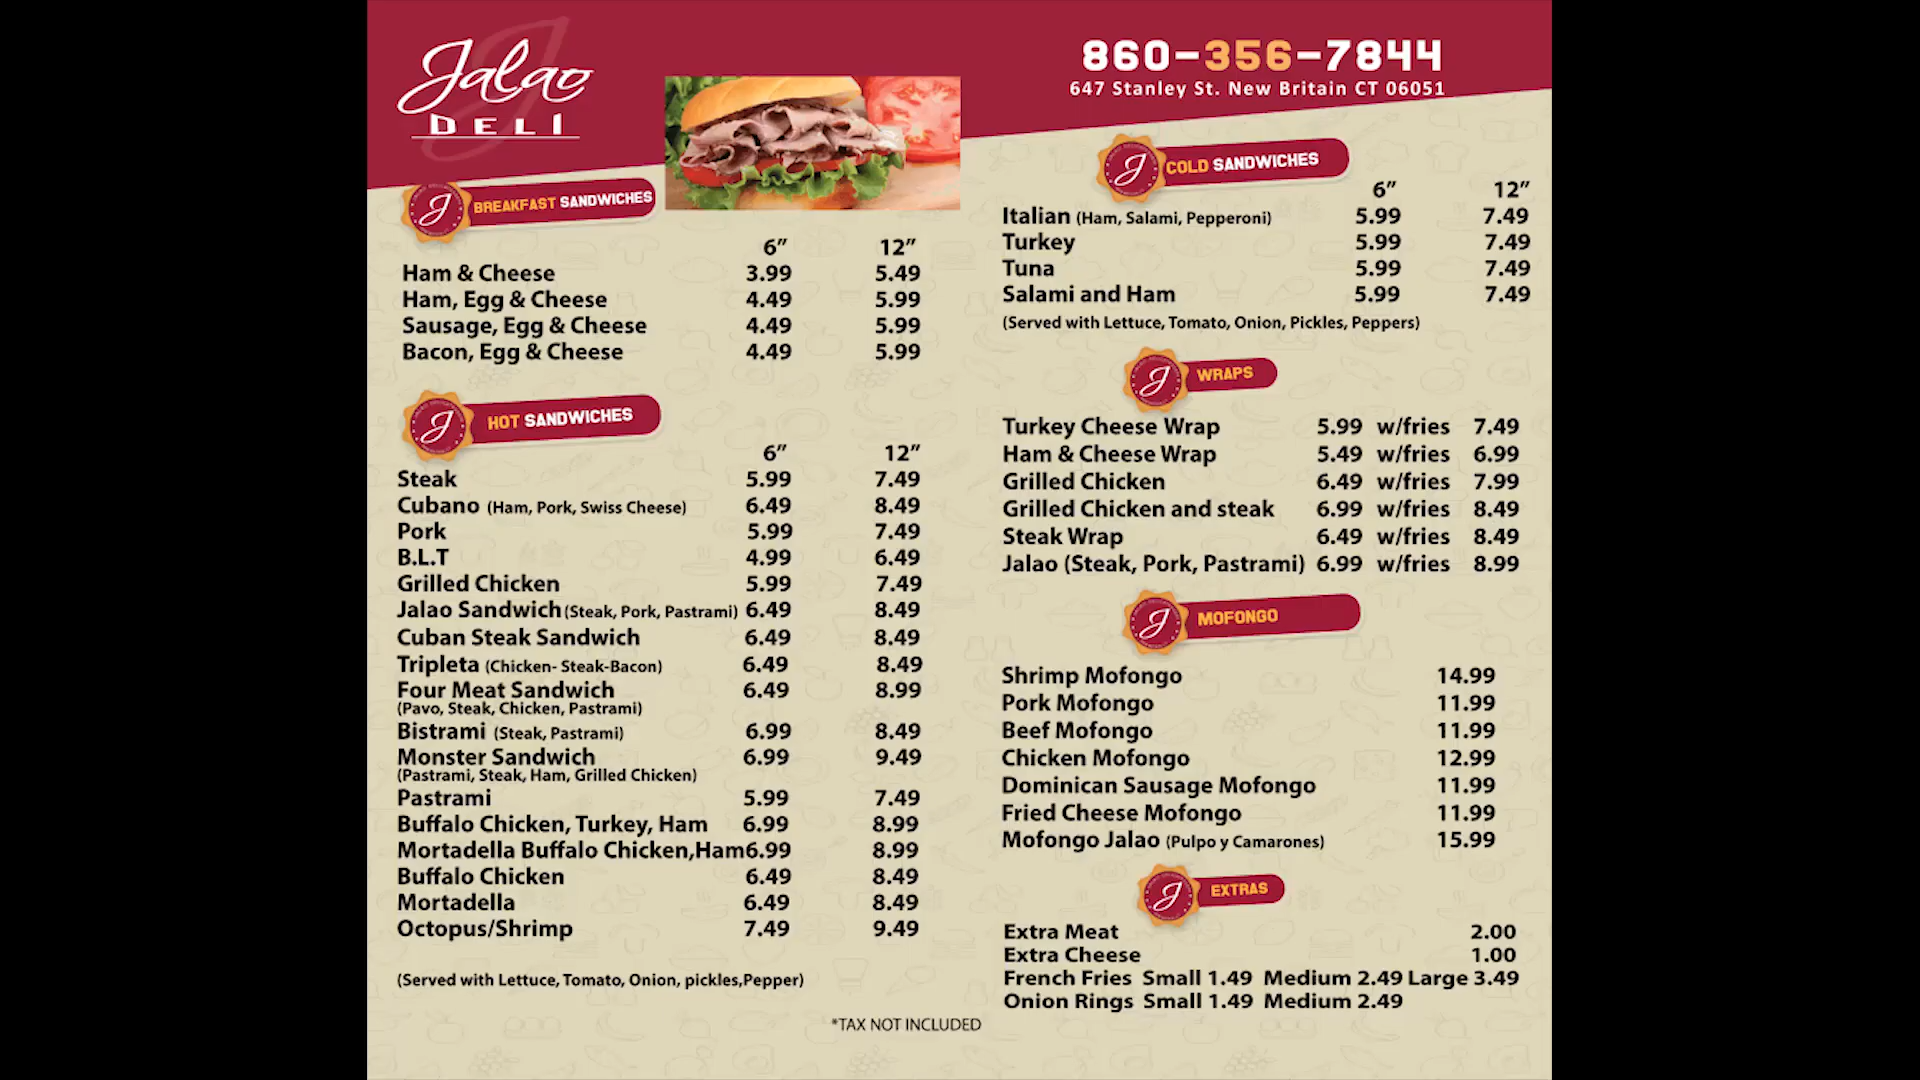 Jalao
DELI
860-356-7844
647 Stanley St. New Britain CT 06051
BREAKFAST SANDWICHES
6” 12”
Ham & Cheese 3.99 5.49
Ham, Egg & Cheese 4.49 5.99
Sausage, Egg & Cheese 4.49 5.99
Bacon, Egg & Cheese 4.49 5.99
HOT SANDWICHES
6” 12”
Steak 5.99 7.49
Cubano (Ham, Pork, Swiss Cheese) 6.49 8.49
Pork 5.99 7.49
B.L.T 4.99 6.49
Grilled Chicken 5.99 7.49
Jalao Sandwich (Steak, Pork, Pastrami) 6.49 8.49
Cuban Steak Sandwich 6.49 8.49
Tripleta (Chicken- Steak-Bacon) 6.49 8.49
Four Meat Sandwich 6.49 8.99
(Pavo, Steak, Chicken, Pastrami)
Bistrami (Steak, Pastrami) 6.99 8.49
Monster Sandwich 6.99 9.49
(Pastrami, Steak, Ham, Grilled Chicken)
Pastrami 5.99 7.49
Buffalo Chicken, Turkey, Ham 6.99 8.99
Mortadella Buffalo Chicken,Ham 6.99 8.99
Buffalo Chicken 6.49 8.49
Mortadella 6.49 8.49
Octopus/Shrimp 7.49 9.49
(Served with Lettuce, Tomato, Onion, pickles,Pepper)
COLD SANDWICHES
6” 12”
Italian (Ham, Salami, Pepperoni) 5.99 7.49
Turkey 5.99 7.49
Tuna 5.99 7.49
Salami and Ham 5.99 7.49
(Served with Lettuce, Tomato, Onion, Pickles, Peppers)
WRAPS
Turkey Cheese Wrap 5.99 w/fries 7.49
Ham & Cheese Wrap 5.49 w/fries 6.99
Grilled Chicken 6.49 w/fries 7.99
Grilled Chicken and steak 6.99 w/fries 8.49
Steak Wrap 6.49 w/fries 8.49
Jalao (Steak, Pork, Pastrami) 6.99 w/fries 8.99
MOFONGO
Shrimp Mofongo 14.99
Pork Mofongo 11.99
Beef Mofongo 11.99
Chicken Mofongo 12.99
Dominican Sausage Mofongo 11.99
Fried Cheese Mofongo 11.99
Mofongo Jalao (Pulpo y Camarones) 15.99
EXTRAS
Extra Meat 2.00
Extra Cheese 1.00
French Fries Small 1.49 Medium 2.49 Large 3.49
Onion Rings Small 1.49 Medium 2.49
*TAX NOT INCLUDED